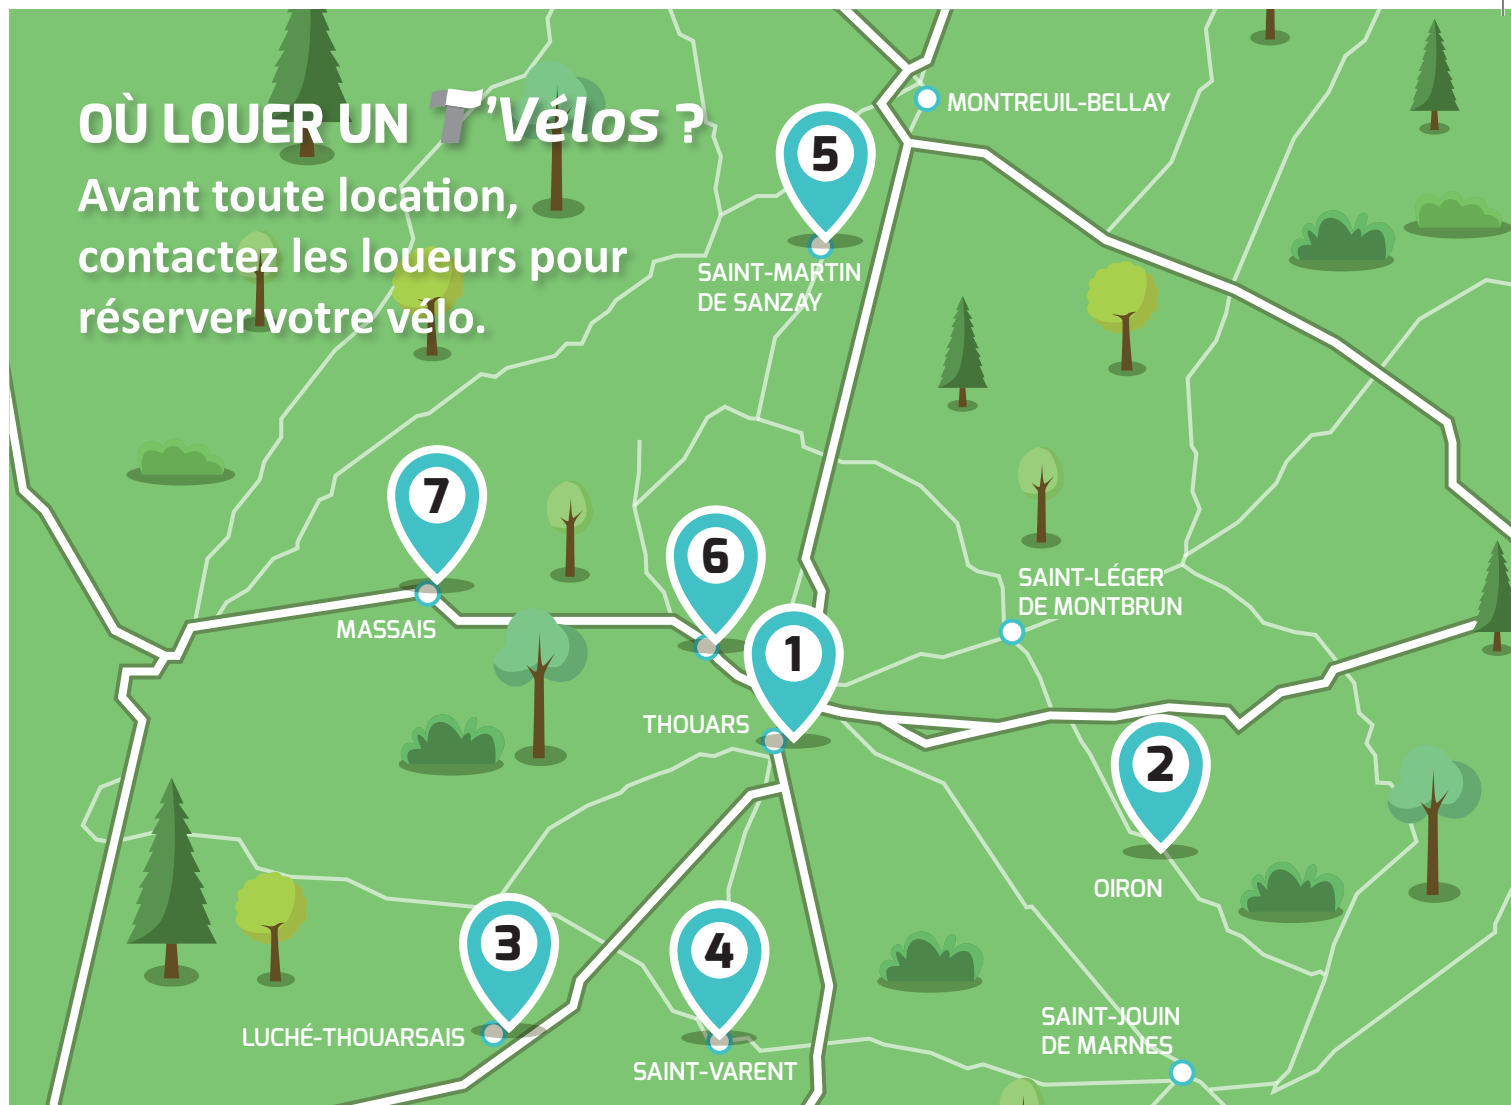 OÙ LOUER UN T'Vélos ?
Avant toute location,
contactez les loueurs pour
réserver votre vélo.
MONTREUIL-BELLAY
5
SAINT-MARTIN
DE SANZAY
7
MASSAIS
6
SAINT-LÉGER
DE MONTBRUN
1
THOUARS
2
OIRON
3
LUCHÉ-THOUARSAIS
4
SAINT-VARENT
SAINT-JOUIN
DE MARNES